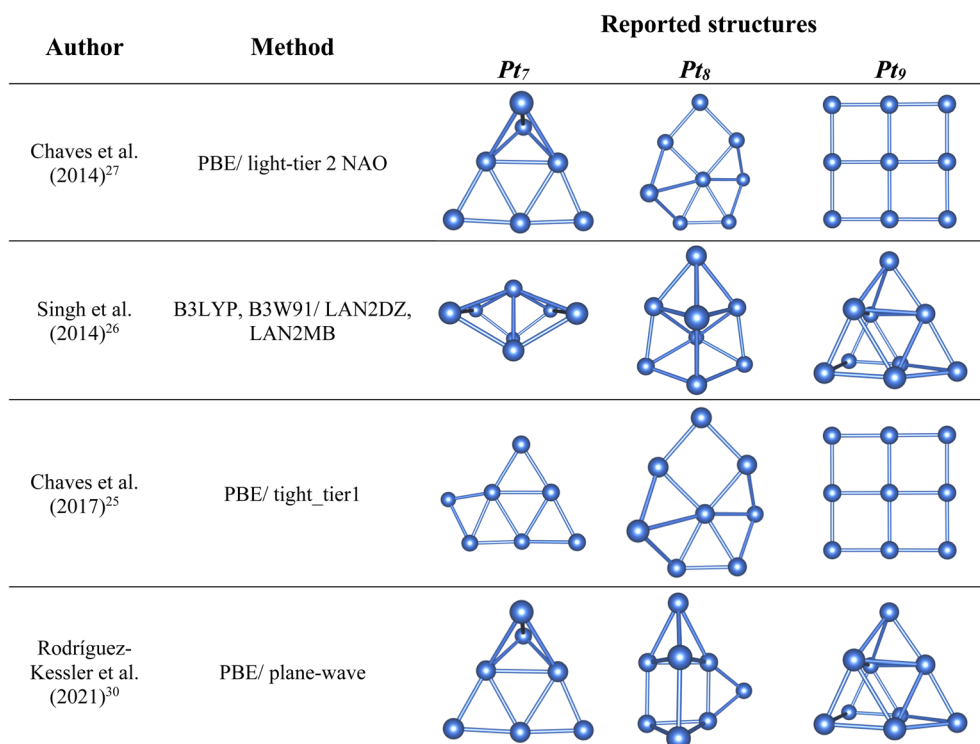 Reported structures
Author Method
Pt₇ Pt₈ Pt₉
Chaves et al.
(2014)²⁷
PBE/ light-tier 2 NAO
Singh et al.
(2014)²⁶
B3LYP, B3W91/ LAN2DZ,
LAN2MB
Chaves et al.
(2017)²⁵
PBE/ tight_tier1
Rodríguez-
Kessler et al.
(2021)³⁰
PBE/ plane-wave